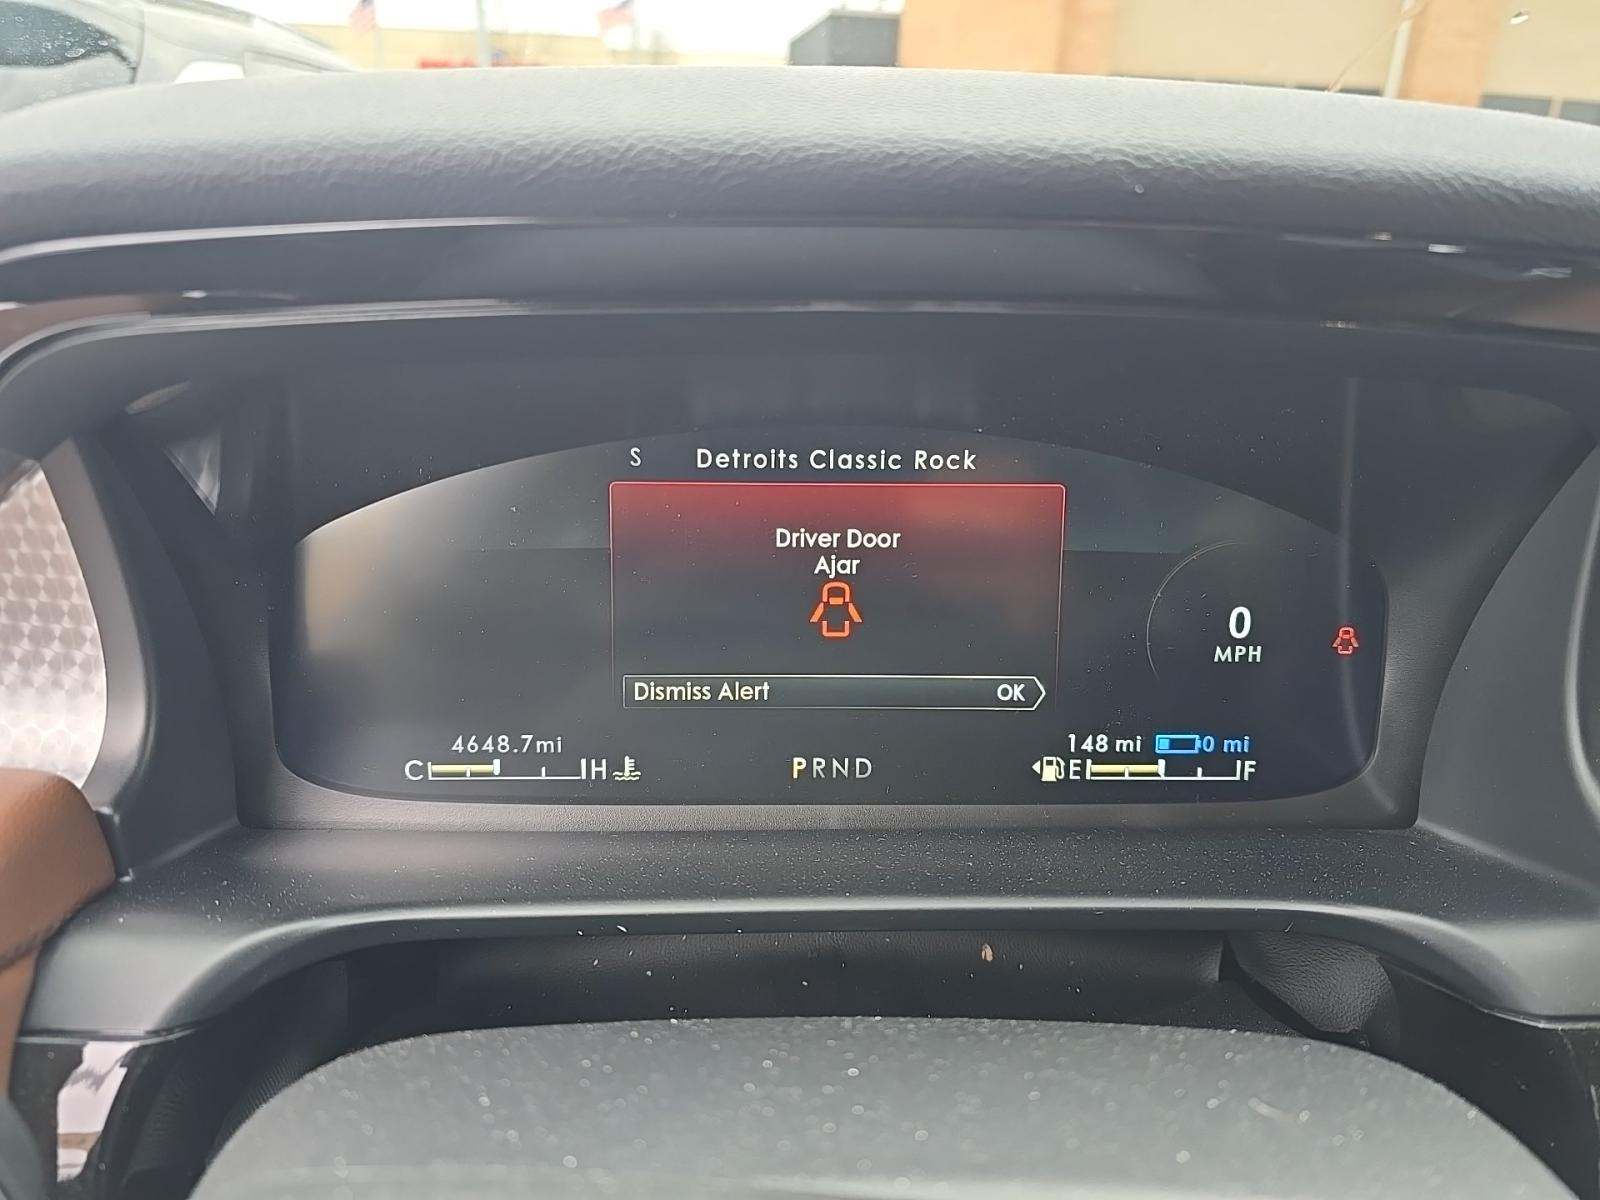 S Detroits Classic Rock
Driver Door
Ajar
Dismiss Alert OK
0
MPH
4648.7mi
148 mi 0 mi
C H
PRND
E F